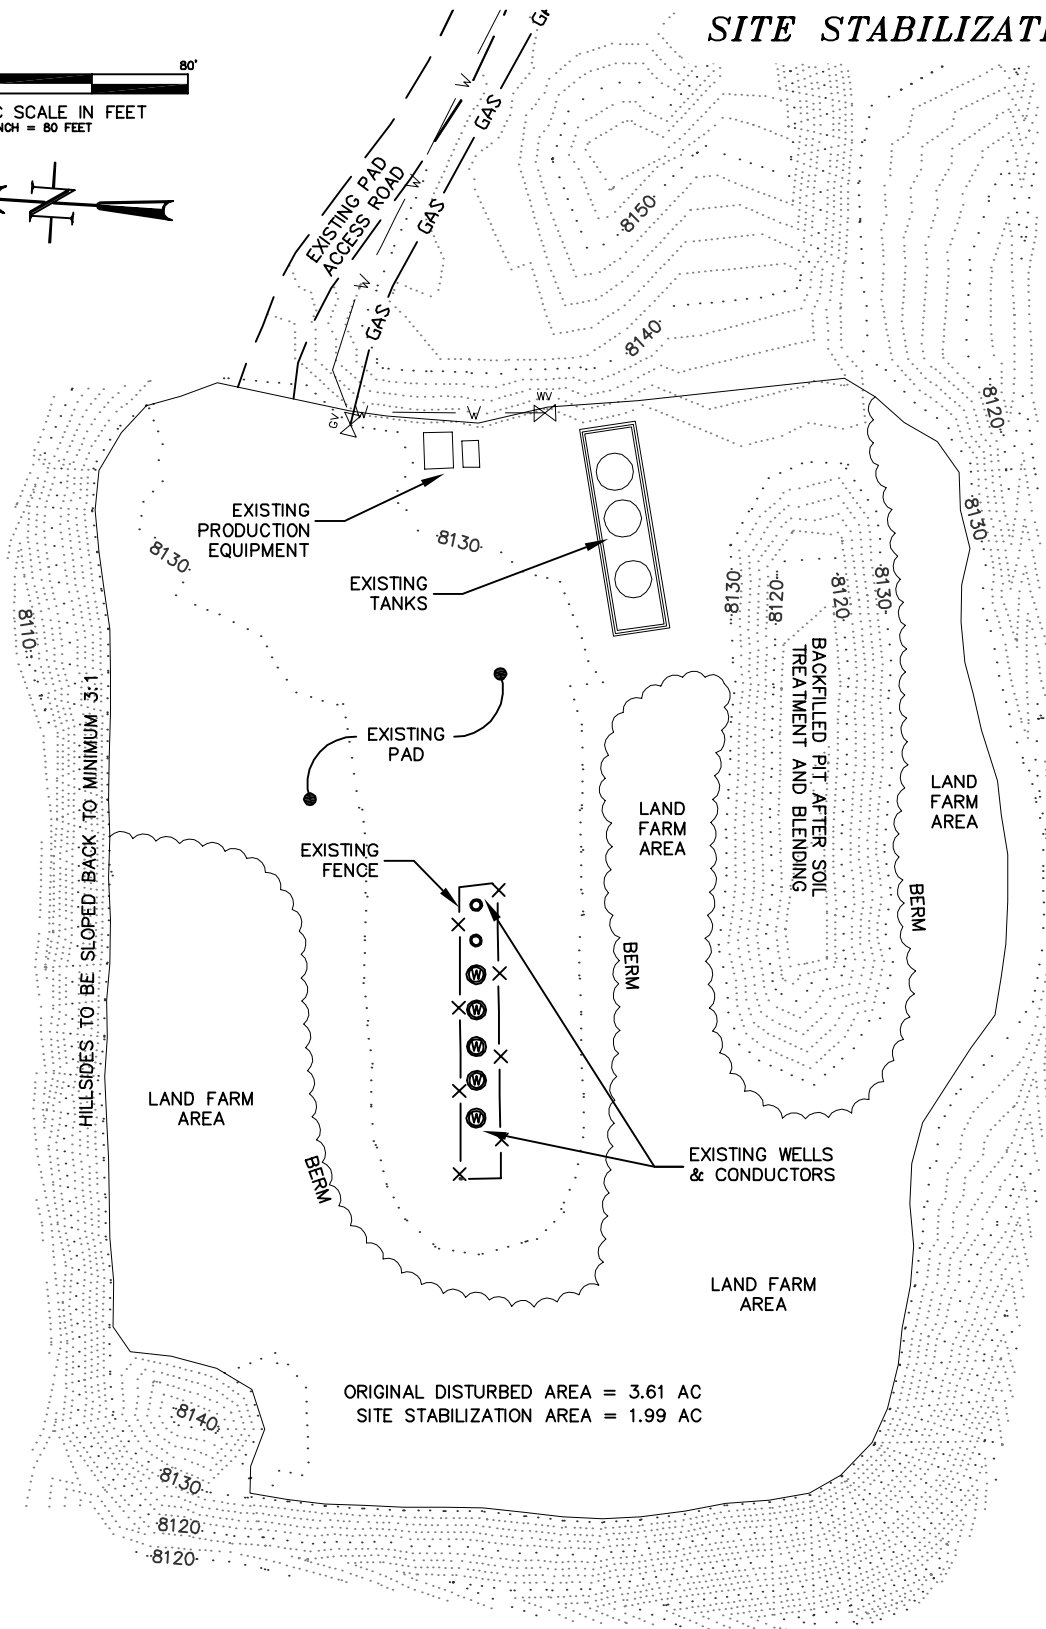 SITE STABILIZATI
80'
SCALE IN FEET
= 80 FEET
EXISTING PAD
ACCESS ROAD
W
GAS
W
GAS
W
GAS
8150
8140
8120
GV
W
W
WV
EXISTING
PRODUCTION
EQUIPMENT
8130
8130
8130
EXISTING
TANKS
8130
8120
8120
8130
8110
BACKFILLED PIT AFTER SOIL
TREATMENT AND BLENDING
HILLSIDES TO BE SLOPED BACK TO MINIMUM 3:1
EXISTING
PAD
LAND
FARM
AREA
LAND
FARM
AREA
EXISTING
FENCE
BERM
BERM
W
W
W
W
W
LAND FARM
AREA
BERM
EXISTING WELLS
& CONDUCTORS
LAND FARM
AREA
ORIGINAL DISTURBED AREA = 3.61 AC
SITE STABILIZATION AREA = 1.99 AC
8140
8130
8120
8120